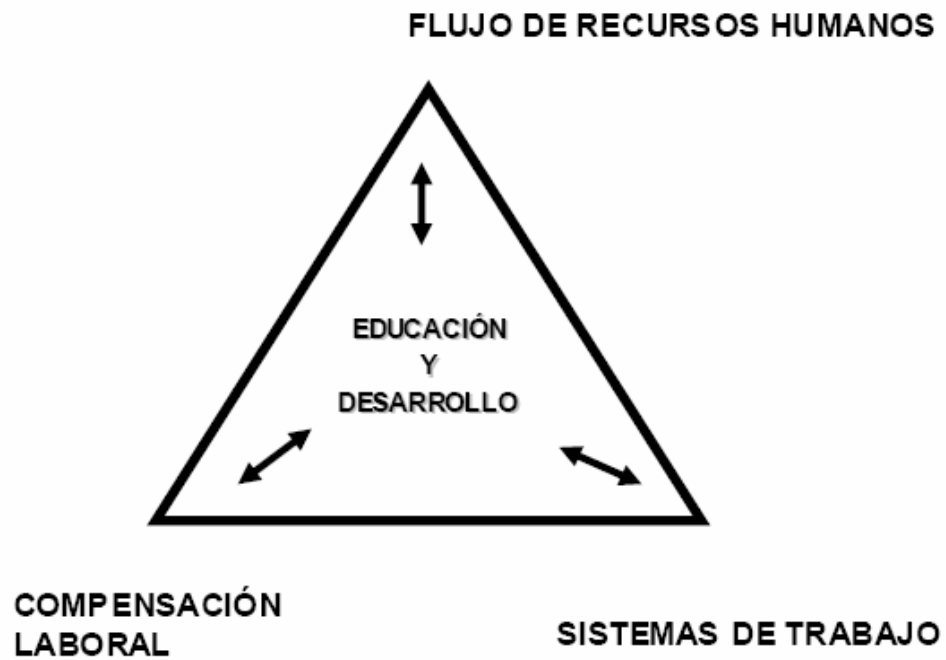 FLUJO DE RECURSOS HUMANOS
EDUCACIÓN
Y
DESARROLLO
COMPENSACIÓN
LABORAL
SISTEMAS DE TRABAJO